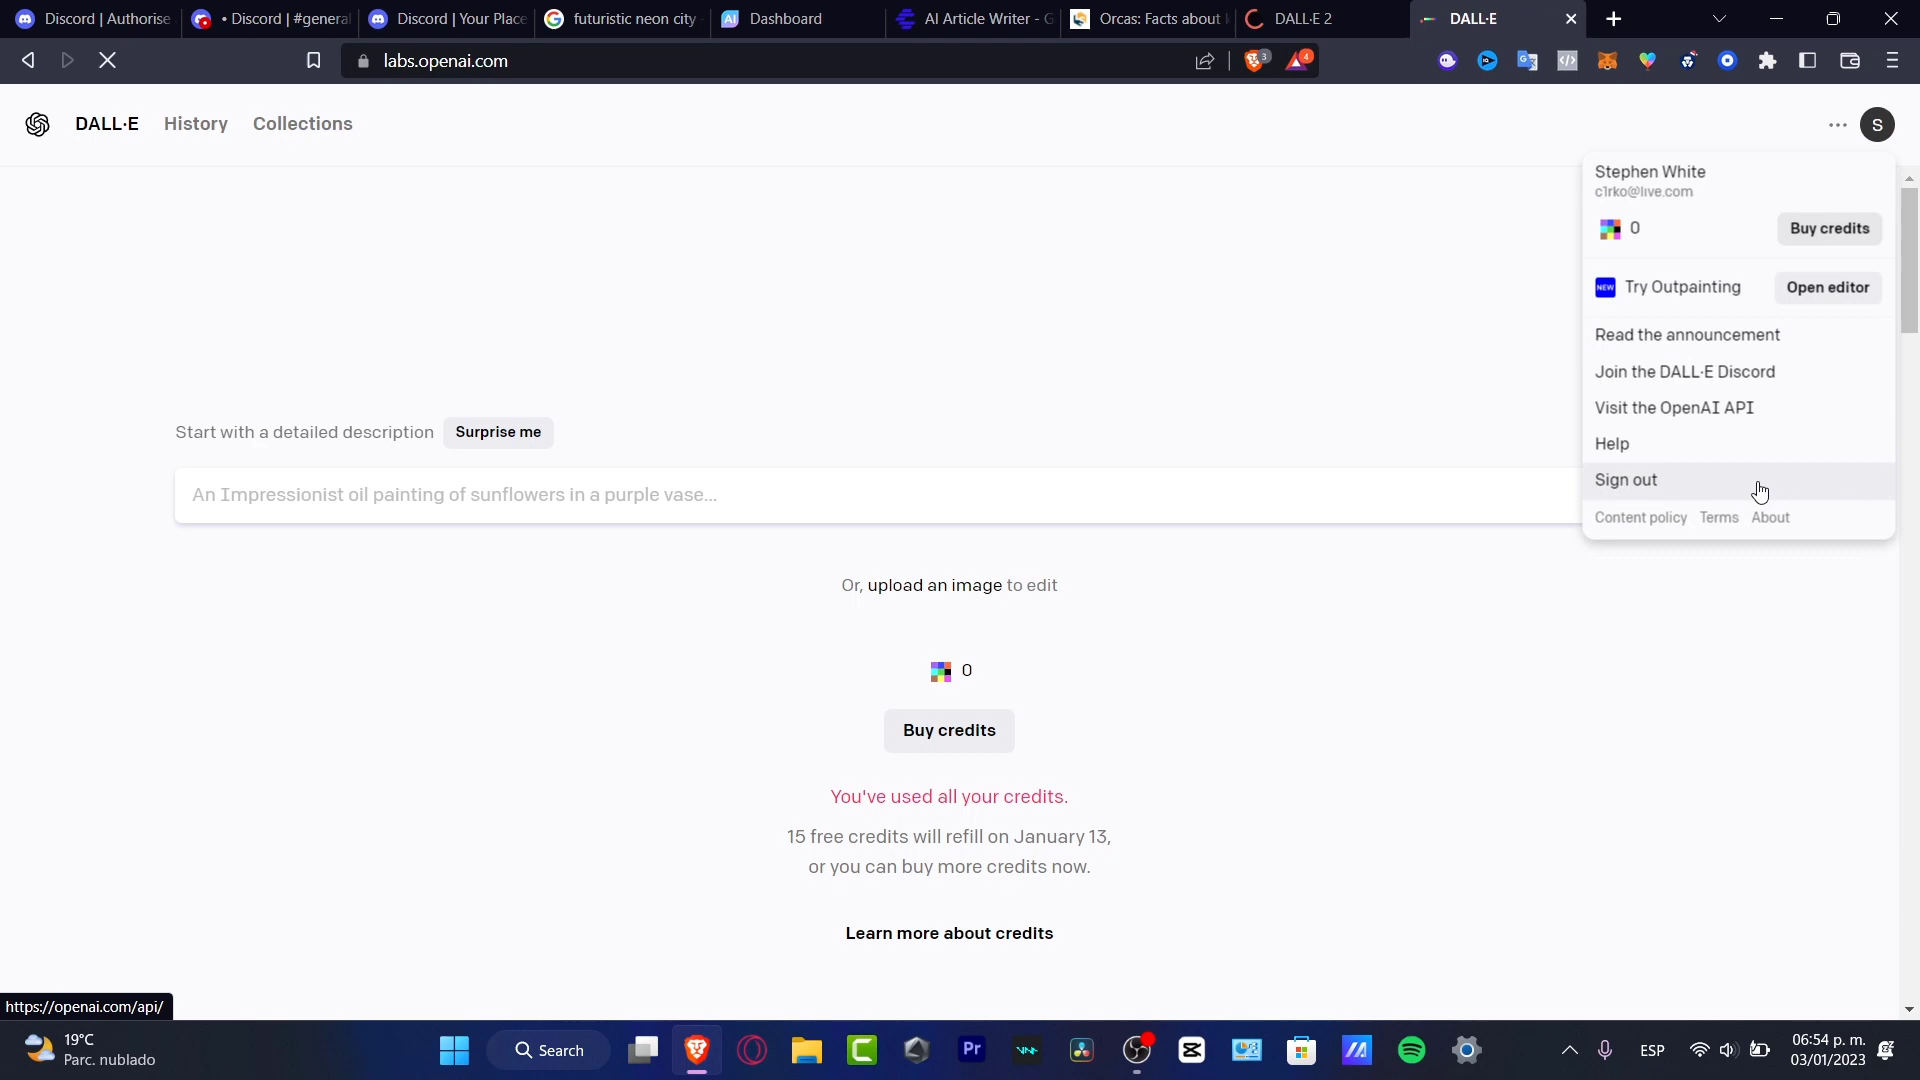 Discord | Authorise
• Discord | #general
Discord | Your Place
futuristic neon city
Dashboard
AI Article Writer - G
Orcas: Facts about
DALL·E 2
DALL·E
labs.openai.com
3
4
DALL·E
History
Collections
S
Stephen White
c1rko@live.com
0
Buy credits
NEW
Try Outpainting
Open editor
Read the announcement
Join the DALL·E Discord
Visit the OpenAI API
Help
Sign out
Content policy Terms About
Start with a detailed description
Surprise me
An Impressionist oil painting of sunflowers in a purple vase...
Or, upload an image to edit
0
Buy credits
You've used all your credits.
15 free credits will refill on January 13,
or you can buy more credits now.
Learn more about credits
https://openai.com/api/
19°C
Parc. nublado
Search
Pr
ESP
06:54 p. m.
03/01/2023